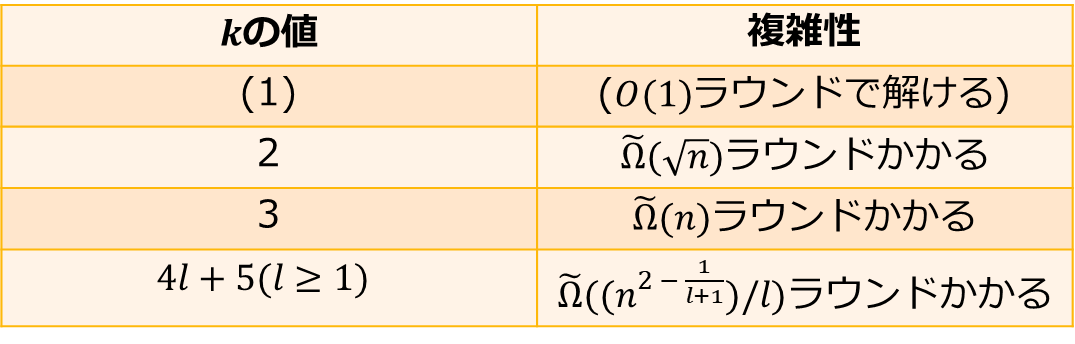 kの値 複雑性
(1) (O(1)ラウンドで解ける)
2 Ω̃(√n)ラウンドかかる
3 Ω̃(n)ラウンドかかる
4l + 5(l ≥ 1) Ω̃((n^{2 − \frac{1}{l+1}})/l)ラウンドかかる